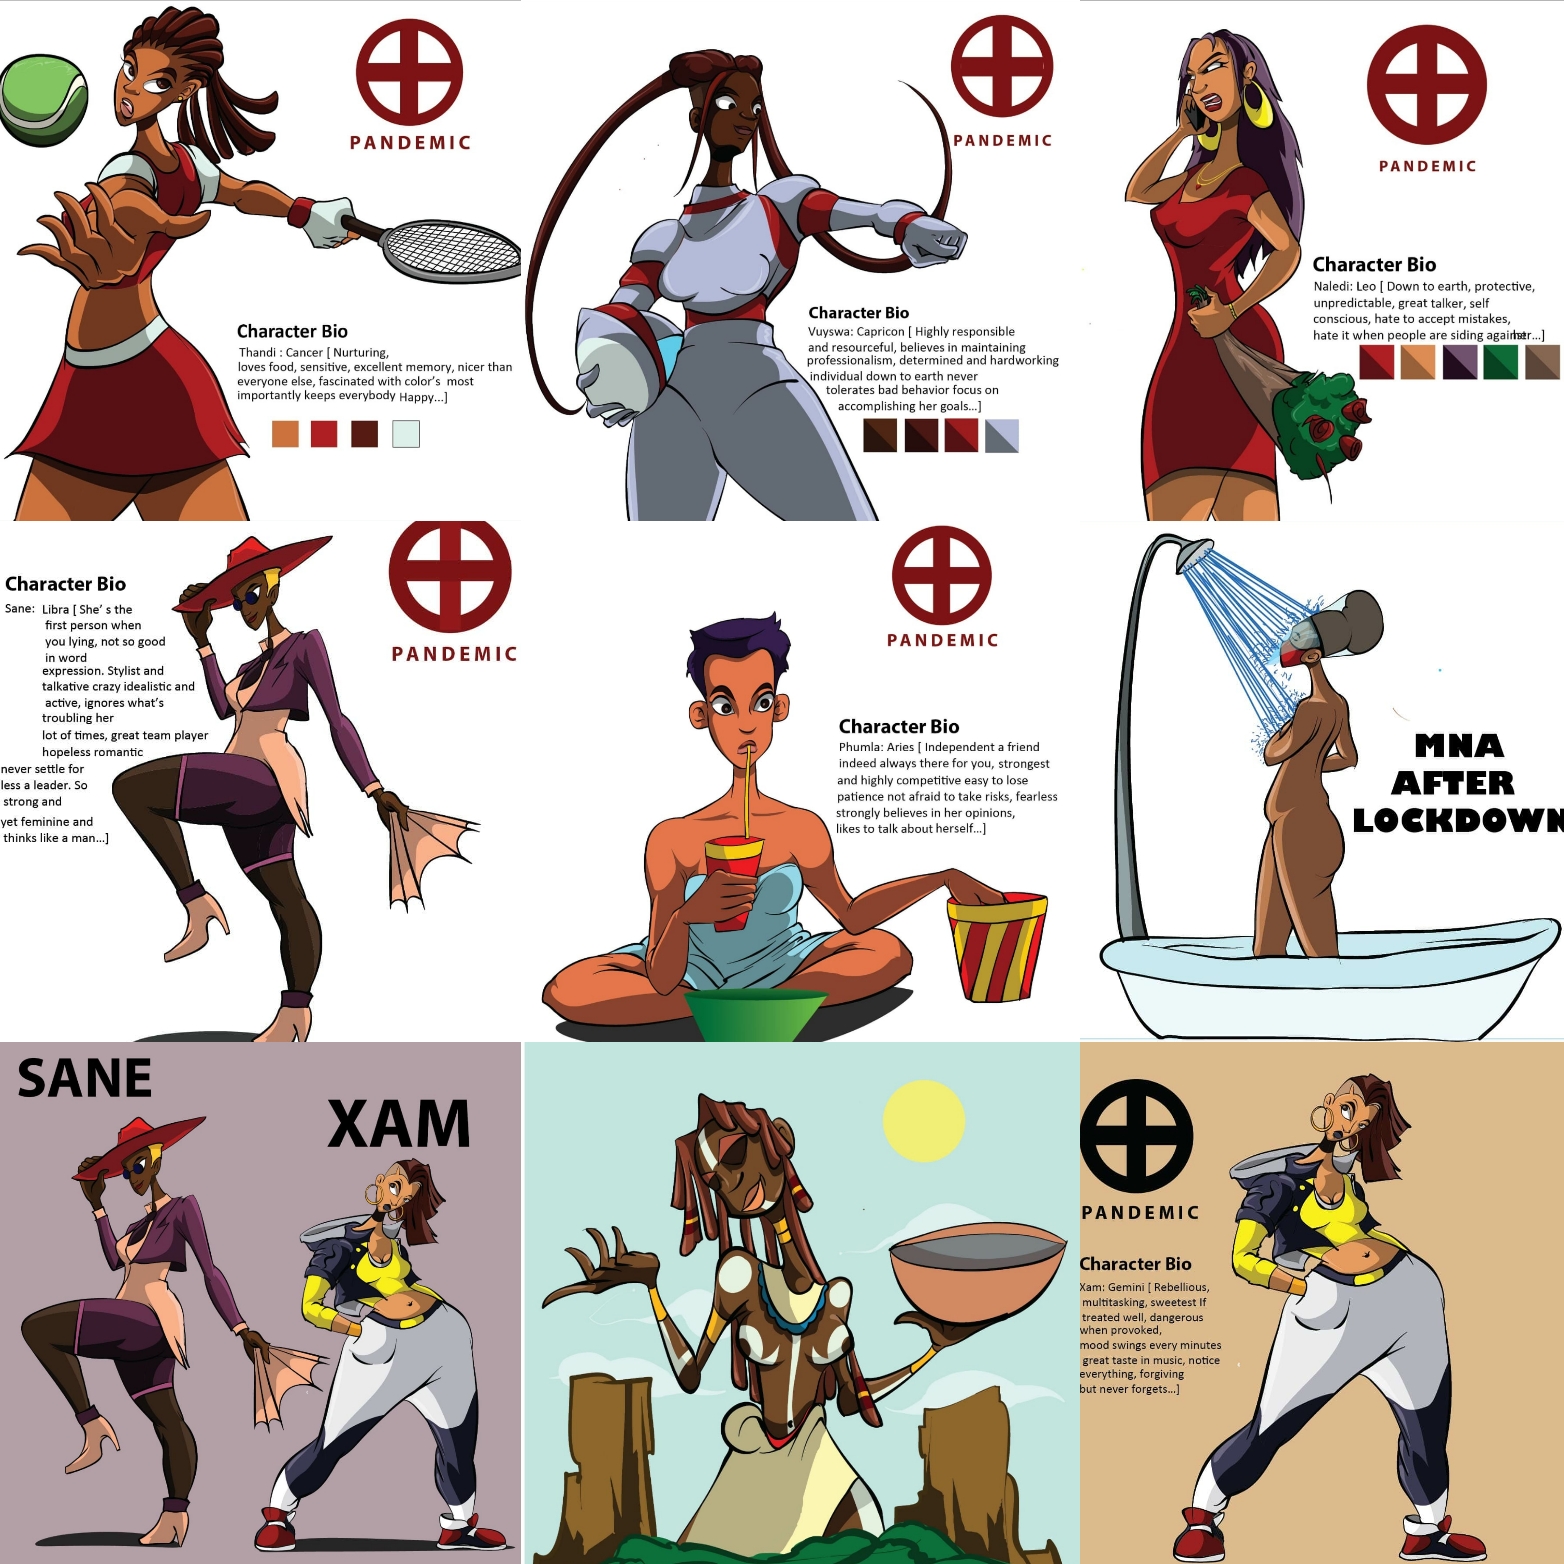 PANDEMIC
Character Bio
Thandi : Cancer [ Nurturing,
loves food, sensitive, excellent memory, nicer than
everyone else, fascinated with color's most
importantly keeps everybody Happy...]
PANDEMIC
Character Bio
Vuyswa: Capricon [ Highly responsible
and resourceful, believes in maintaining
professionalism, determined and hardworking
individual down to earth never
tolerates bad behavior focus on
accomplishing her goals...]
PANDEMIC
Character Bio
Naledi: Leo [ Down to earth, protective,
unpredictable, great talker, self
conscious, hate to accept mistakes,
hate it when people are siding against her...]
PANDEMIC
Character Bio
Sane: Libra [ She' s the
first person when
you lying, not so good
in word
expression. Stylist and
talkative crazy idealistic and
active, ignores what's
troubling her
lot of times, great team player
hopeless romantic
never settle for
less a leader. So
strong and
yet feminine and
thinks like a man...]
PANDEMIC
Character Bio
Phumla: Aries [ Independent a friend
indeed always there for you, strongest
and highly competitive easy to lose
patience not afraid to take risks, fearless
strongly believes in her opinions,
likes to talk about herself...]
MNA
AFTER
LOCKDOWN
SANE
XAM
PANDEMIC
Character Bio
Xam: Gemini [ Rebellious,
multitasking, sweetest If
treated well, dangerous
when provoked,
mood swings every minutes
great taste in music, notice
everything, forgiving
but never forgets...]